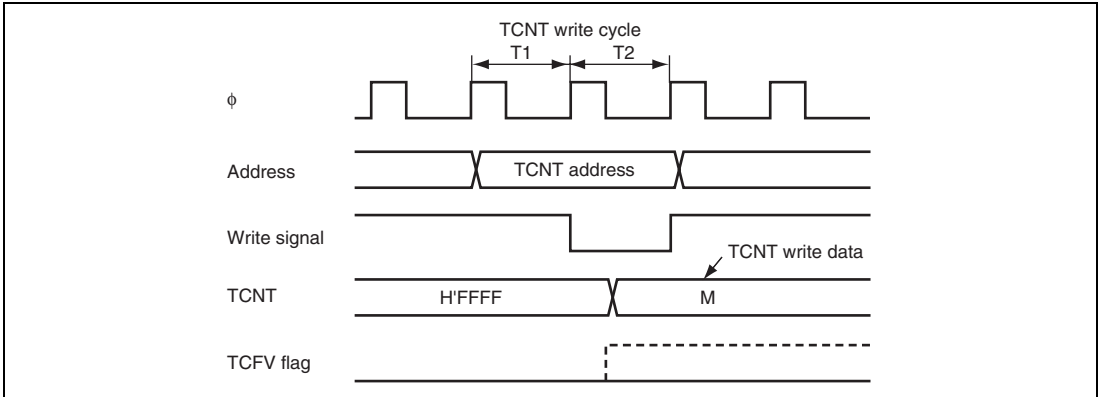 TCNT write cycle
T1 T2
ϕ
Address TCNT address
Write signal
TCNT write data
TCNT H'FFFF M
TCFV flag